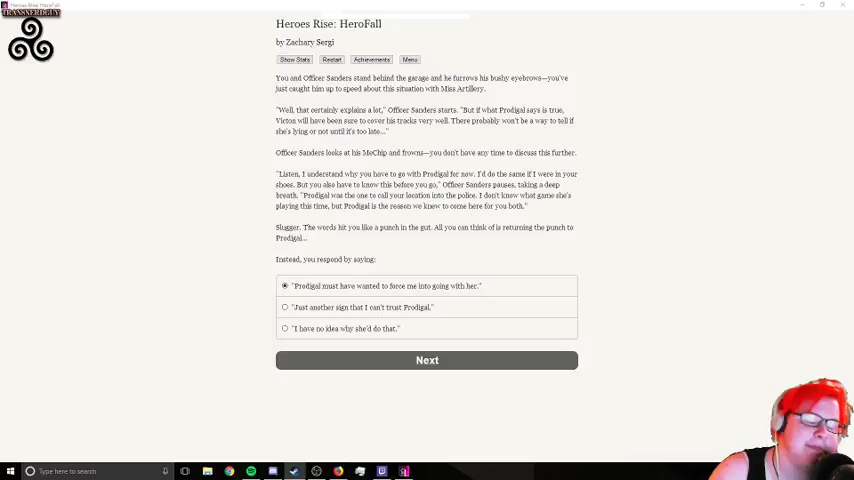 Heroes Rise: HeroFall
TRANSNERDGUY
Heroes Rise: HeroFall
by Zachary Sergi
Show Stats Restart Achievements Menu
You and Officer Sanders stand behind the garage and he furrows his bushy eyebrows—you've
just caught him up to speed about this situation with Miss Artillery.
"Well, that certainly explains a lot," Officer Sanders starts. "But if what Prodigal says is true,
Victon will have been sure to cover his tracks very well. There probably won't be a way to tell if
she's lying or not until it's too late..."
Officer Sanders looks at his MeChip and frowns—you don't have any time to discuss this further.
"Listen, I understand why you have to go with Prodigal for now. I'd do the same if I were in your
shoes. But you also have to know this before you go," Officer Sanders pauses, taking a deep
breath. "Prodigal was the one to call your location into the police. I don't know what game she's
playing this time, but Prodigal is the reason we knew to come here for you both."
Slugger. The words hit you like a punch in the gut. All you can think of is returning the punch to
Prodigal...
Instead, you respond by saying:
"Prodigal must have wanted to force me into going with her."
"Just another sign that I can't trust Prodigal."
"I have no idea why she'd do that."
Next
Type here to search